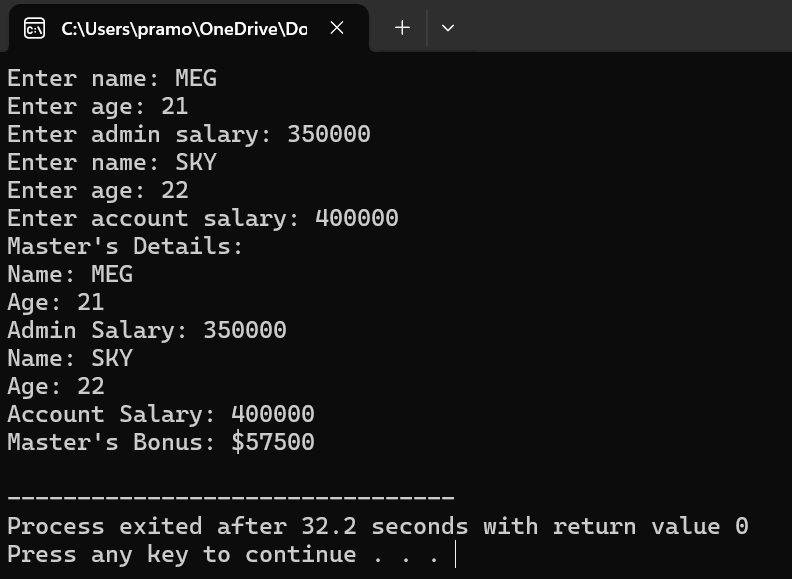 C:\Users\pramo\OneDrive\Do
Enter name: MEG
Enter age: 21
Enter admin salary: 350000
Enter name: SKY
Enter age: 22
Enter account salary: 400000
Master's Details:
Name: MEG
Age: 21
Admin Salary: 350000
Name: SKY
Age: 22
Account Salary: 400000
Master's Bonus: $57500
--------------------------------
Process exited after 32.2 seconds with return value 0
Press any key to continue . . .